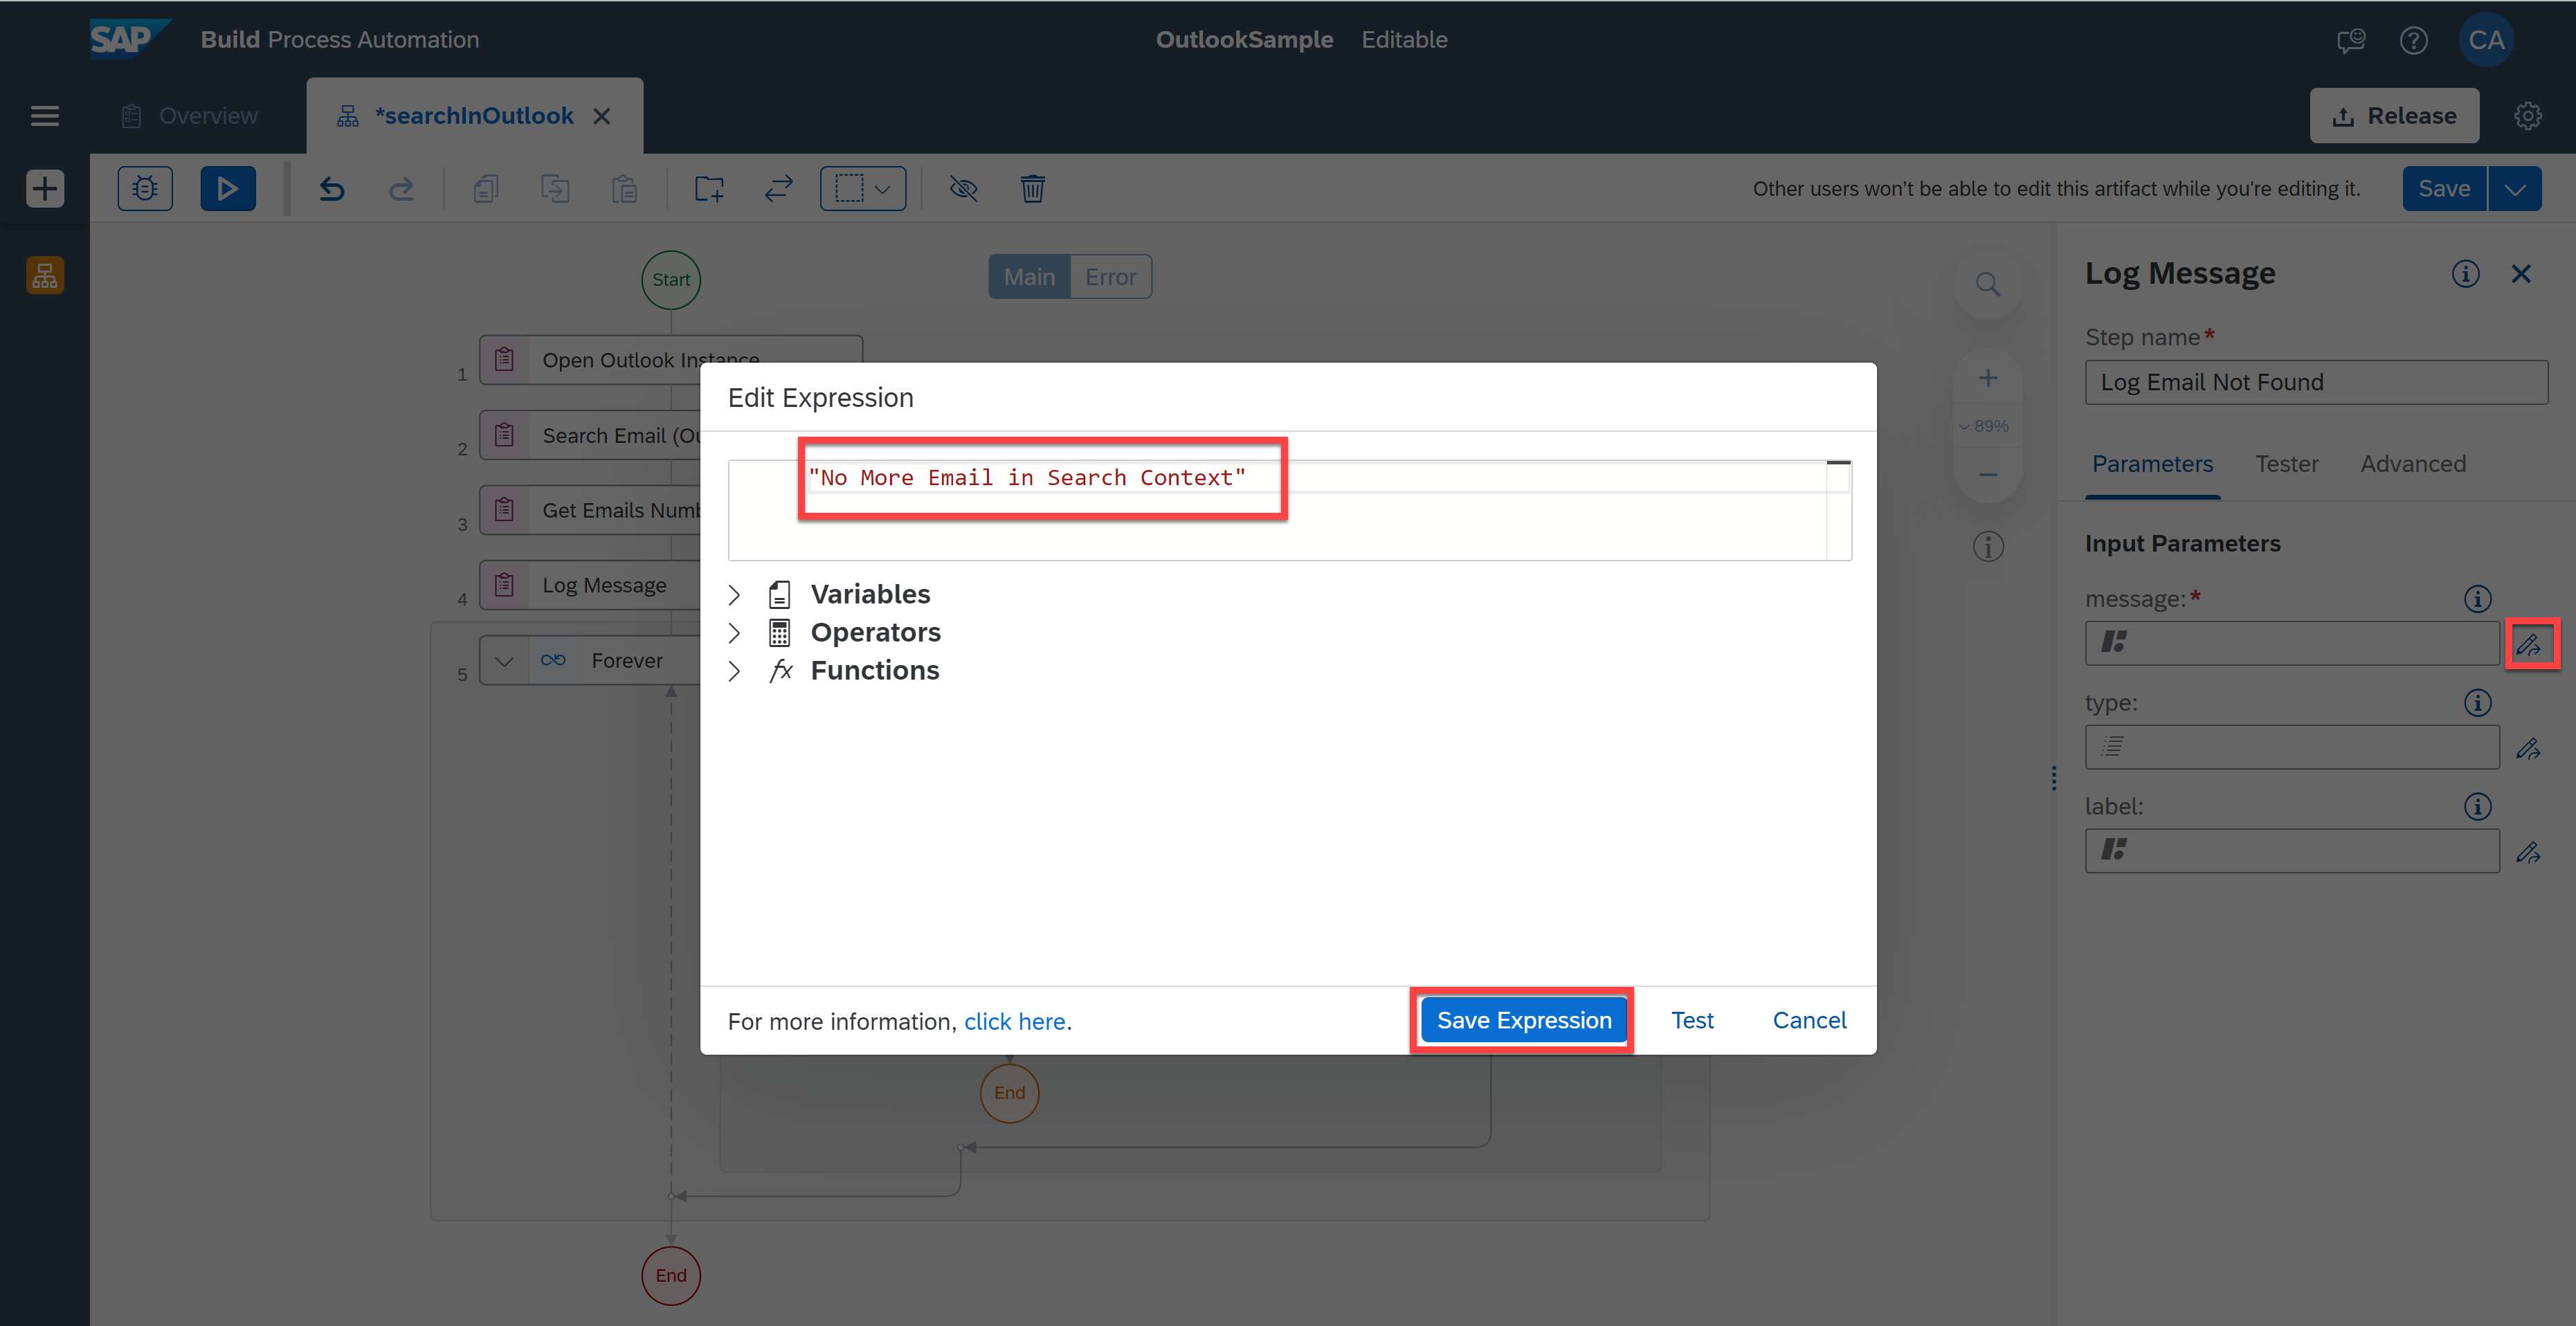 SAP Build Process Automation
OutlookSample Editable
CA
Overview
*searchInOutlook
Release
Other users won't be able to edit this artifact while you're editing it.
Save
Start
Main Error
1 Open Outlook Instance
2 Search Email (Ou
3 Get Emails Numb
4 Log Message
5 Forever
End
End
89%
Edit Expression
"No More Email in Search Context"
Variables
Operators
fx Functions
For more information, click here.
Save Expression Test Cancel
Log Message
Step name*
Log Email Not Found
Parameters Tester Advanced
Input Parameters
message:*
type:
label: